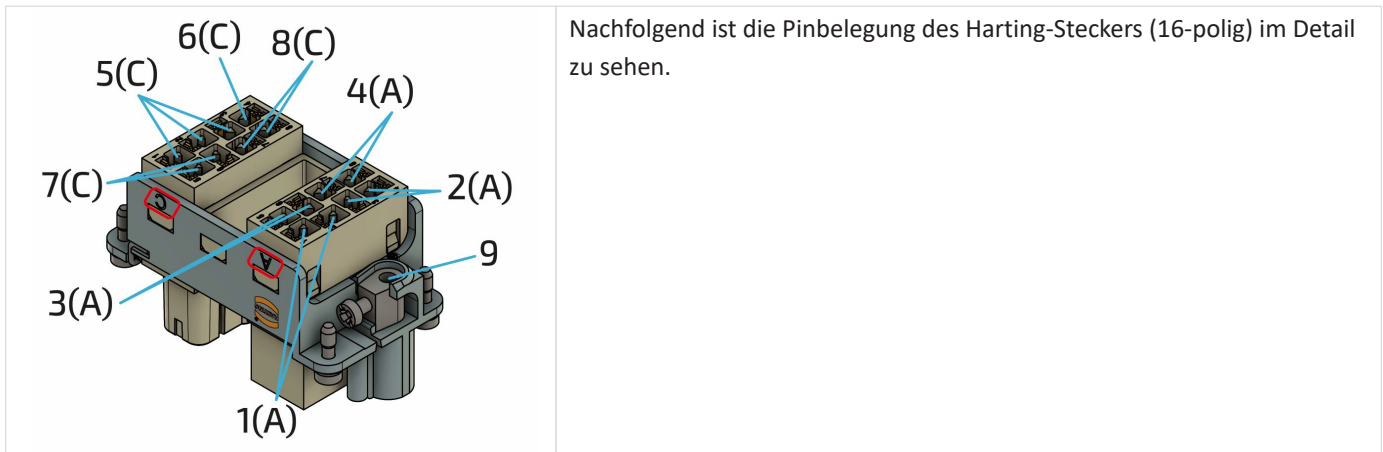 6(C)
8(C)
5(C)
4(A)
7(C)
2(A)
C
A
9
3(A)
1(A)
Nachfolgend ist die Pinbelegung des Harting-Steckers (16-polig) im Detail
zu sehen.